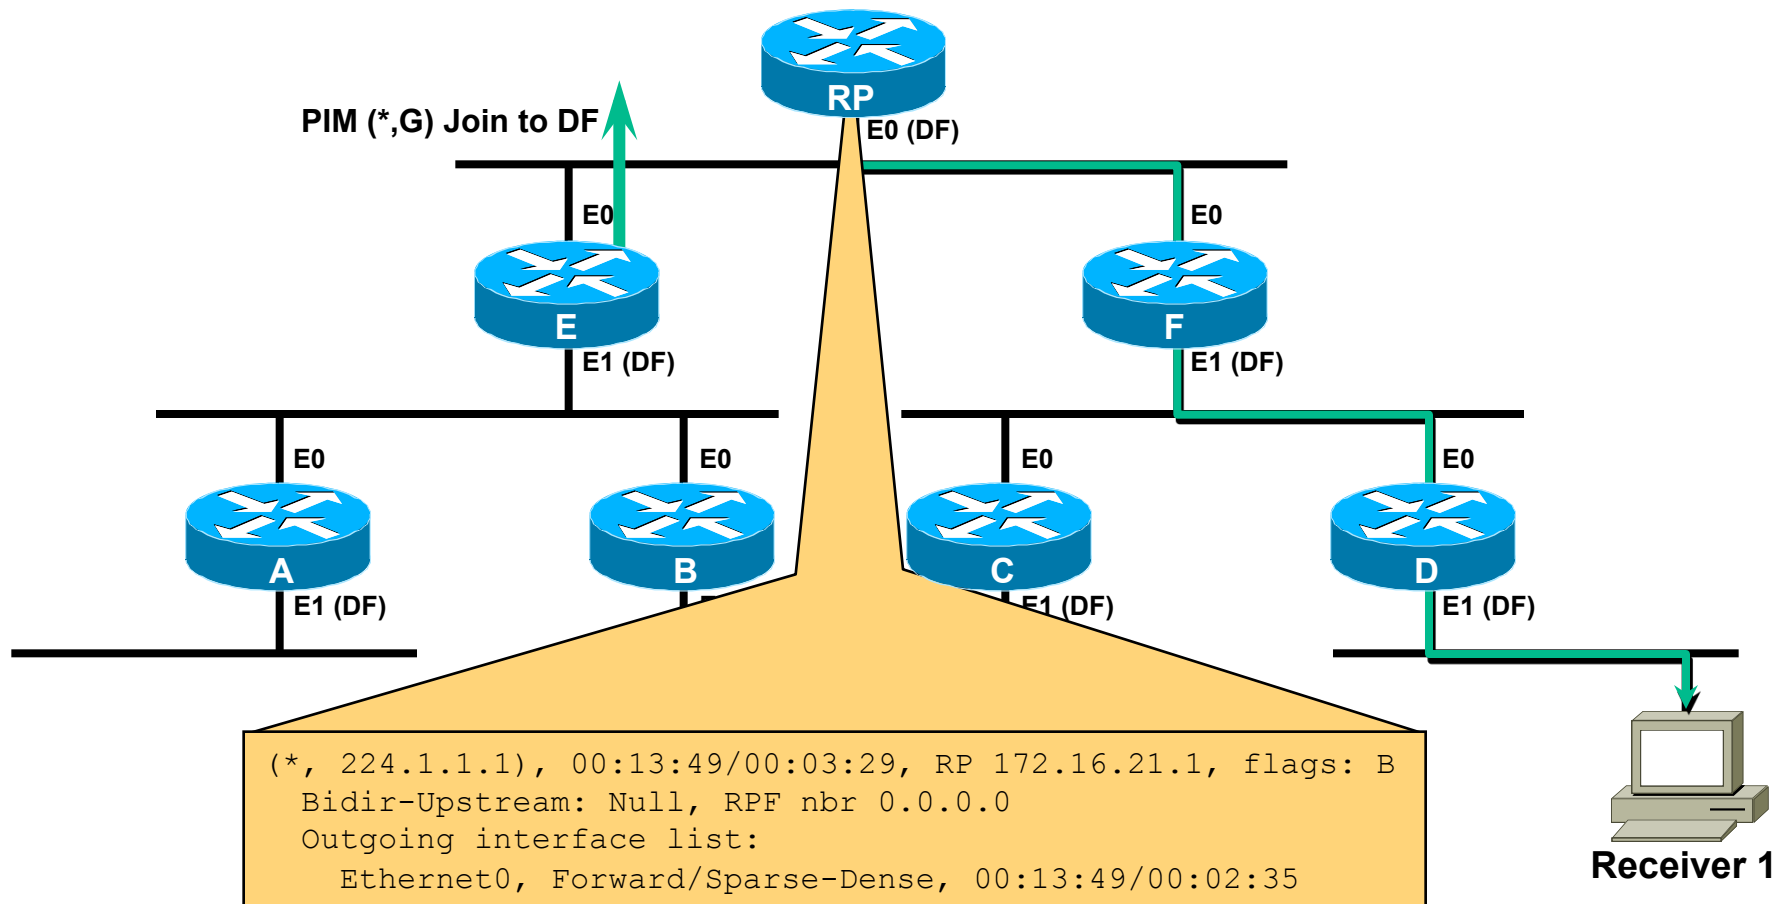 RP
PIM (*,G) Join to DF
E0 (DF)
E0
E0
E
F
E1 (DF)
E1 (DF)
E0
E0
E0
E0
A
B
C
D
E1 (DF)
E1 (DF)
E1 (DF)
(*, 224.1.1.1), 00:13:49/00:03:29, RP 172.16.21.1, flags: B
Bidir-Upstream: Null, RPF nbr 0.0.0.0
Outgoing interface list:
Ethernet0, Forward/Sparse-Dense, 00:13:49/00:02:35
Receiver 1